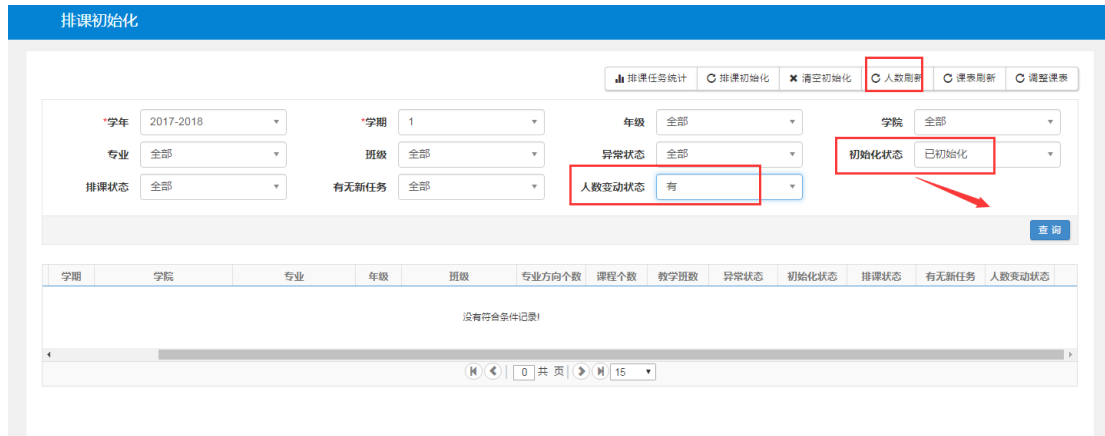 排课初始化
排课任务统计 排课初始化 清空初始化 人数刷新 课表刷新 调整课表
*学年 2017-2018 *学期 1 年级 全部 学院 全部
专业 全部 班级 全部 异常状态 全部 初始化状态 已初始化
排课状态 全部 有无新任务 全部 人数变动状态 有
查询
学期 学院 专业 年级 班级 专业方向个数 课程个数 教学班数 异常状态 初始化状态 排课状态 有无新任务 人数变动状态
没有符合条件记录!
0 共 页 15